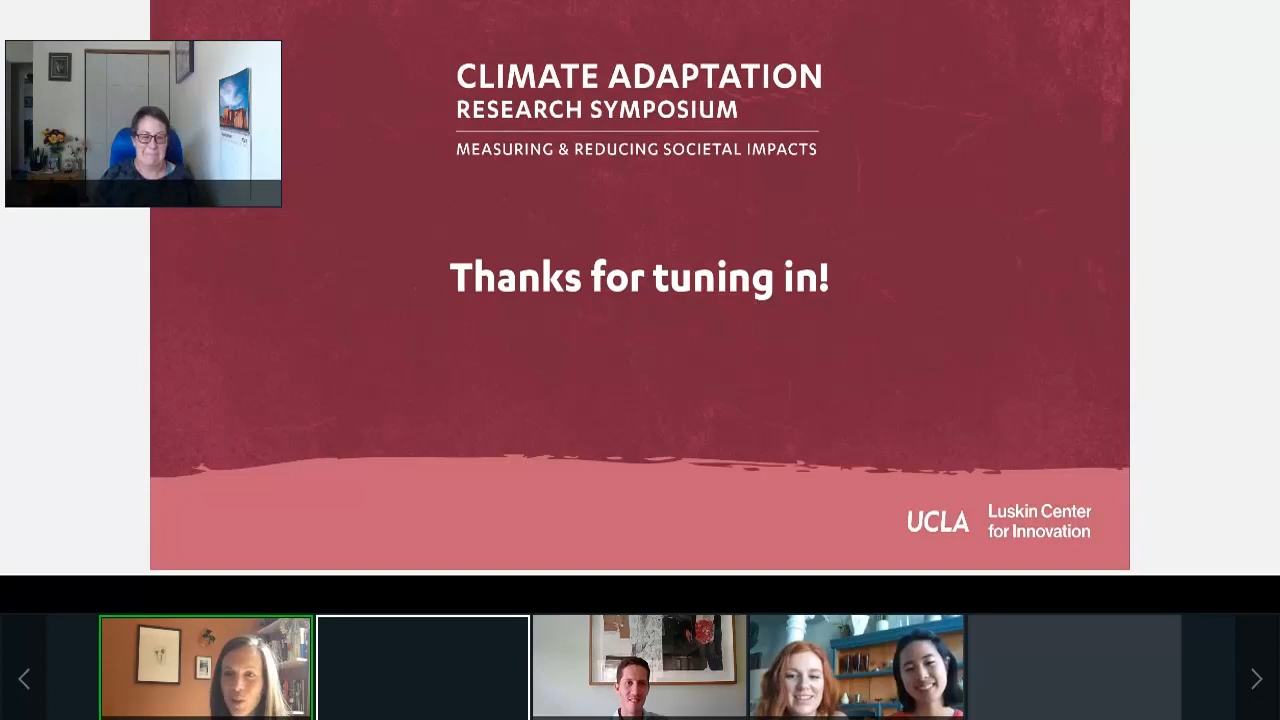 CLIMATE ADAPTATION
RESEARCH SYMPOSIUM
MEASURING & REDUCING SOCIETAL IMPACTS
Thanks for tuning in!
UCLA
Luskin Center
for Innovation